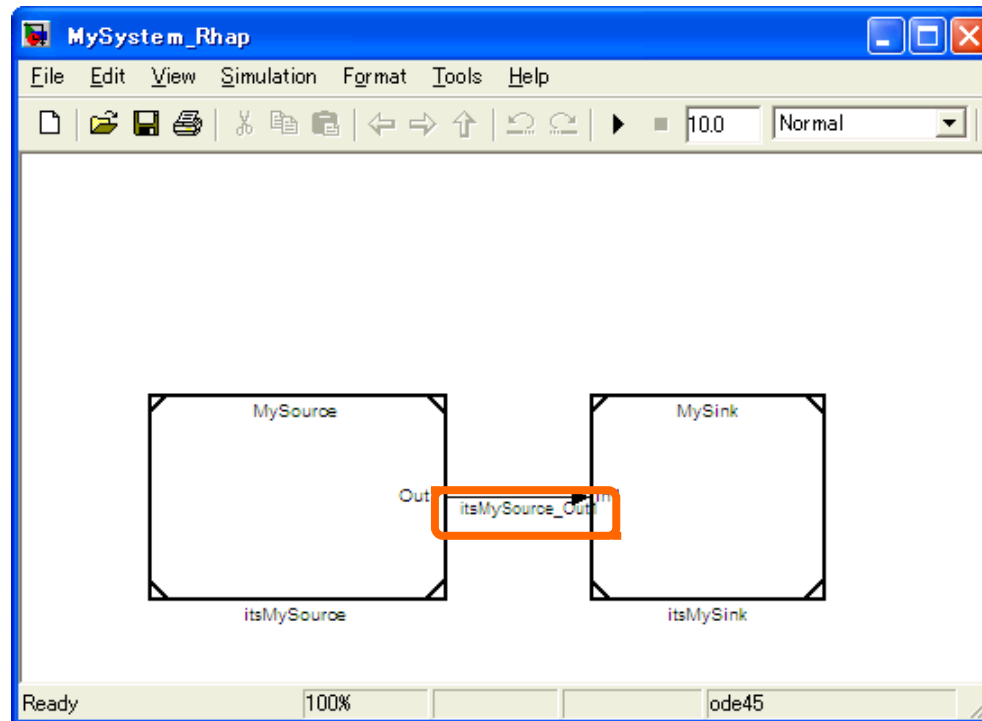 MySystem_Rhap
File Edit View Simulation Format Tools Help
10.0 Normal
MySource MySink
Out
itsMySource_Out1
itsMySource itsMySink
Ready 100% ode45